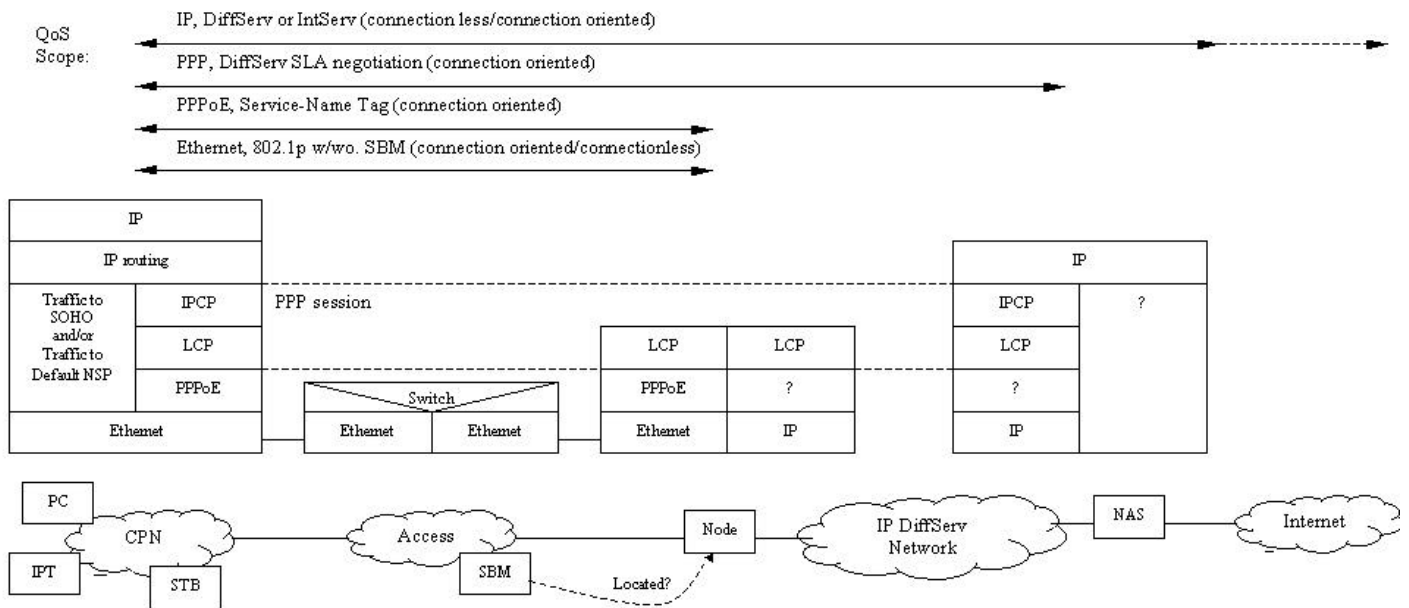 QoS
Scope:
IP, DiffServ or IntServ (connection less/connection oriented)
PPP, DiffServ SLA negotiation (connection oriented)
PPPoE, Service-Name Tag (connection oriented)
Ethernet, 802.1p w/wo. SBM (connection oriented/connectionless)
IP
IP routing
Traffic to
SOHO
and/or
Traffic to
Default NSP
IPCP
LCP
PPPoE
Ethernet
PPP session
Switch
Ethernet
Ethernet
LCP
LCP
PPPoE
?
Ethernet
IP
IP
IPCP
?
LCP
?
IP
PC
CPN
IPT
STB
Access
SBM
Located?
Node
IP DiffServ
Network
NAS
Internet